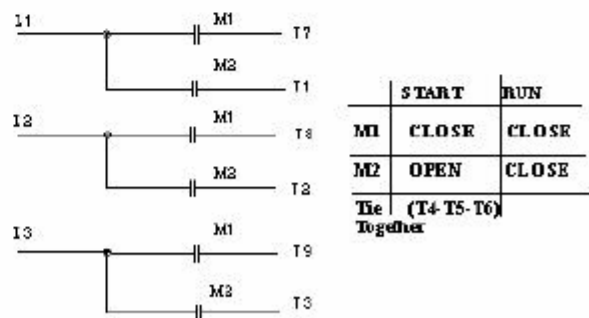 I1
M1
T7
M2
T1
I2
M1
T8
M2
T2
I3
M1
T9
M2
T3
START RUN
M1 CLOSE CLOSE
M2 OPEN CLOSE
Tie (T4-T5-T6)
Together